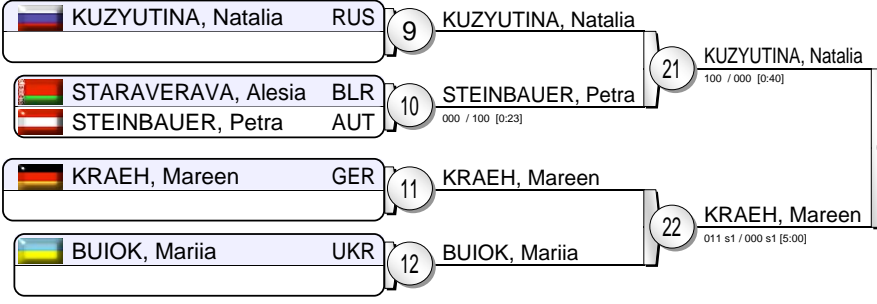 KUZYUTINA, Natalia RUS
9
KUZYUTINA, Natalia
STARAVERAVA, Alesia BLR
STEINBAUER, Petra AUT
10
STEINBAUER, Petra
000 / 100 [0:23]
21
KUZYUTINA, Natalia
100 / 000 [0:40]
KRAEH, Mareen GER
11
KRAEH, Mareen
BUIOK, Mariia UKR
12
BUIOK, Mariia
22
KRAEH, Mareen
011 s1 / 000 s1 [5:00]